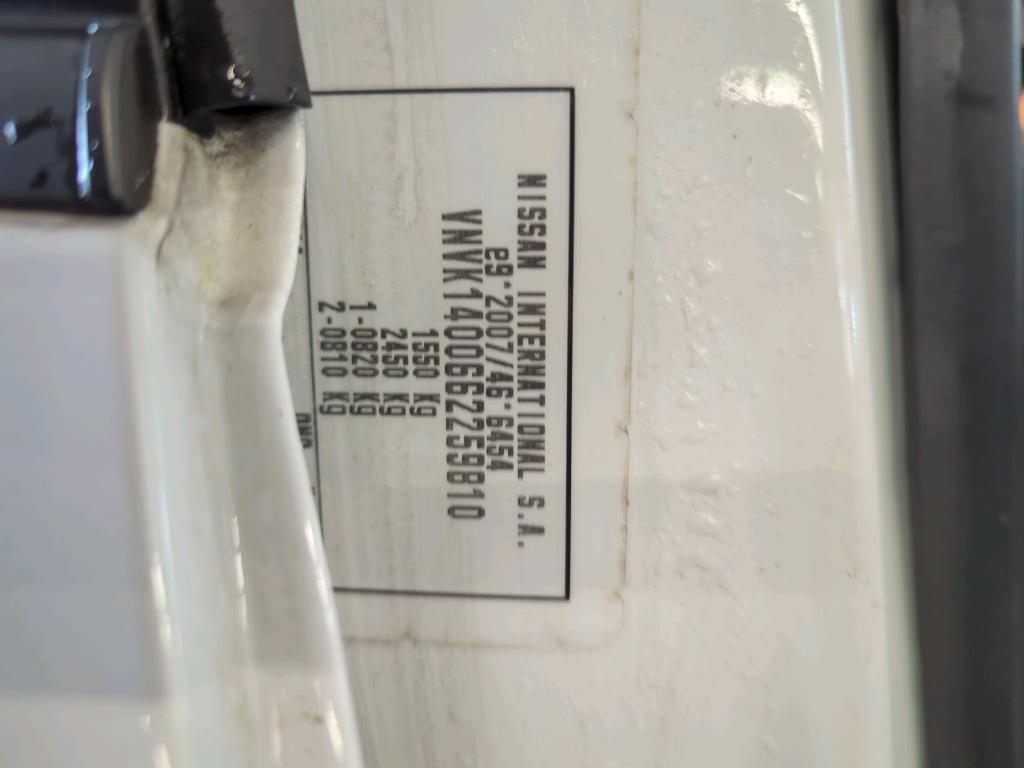 NISSAN INTERNATIONAL S.A.
e9*2007/46*6454
VNVK1400662259810
1550 Kg
2450 Kg
1-0820 Kg
2-0810 Kg